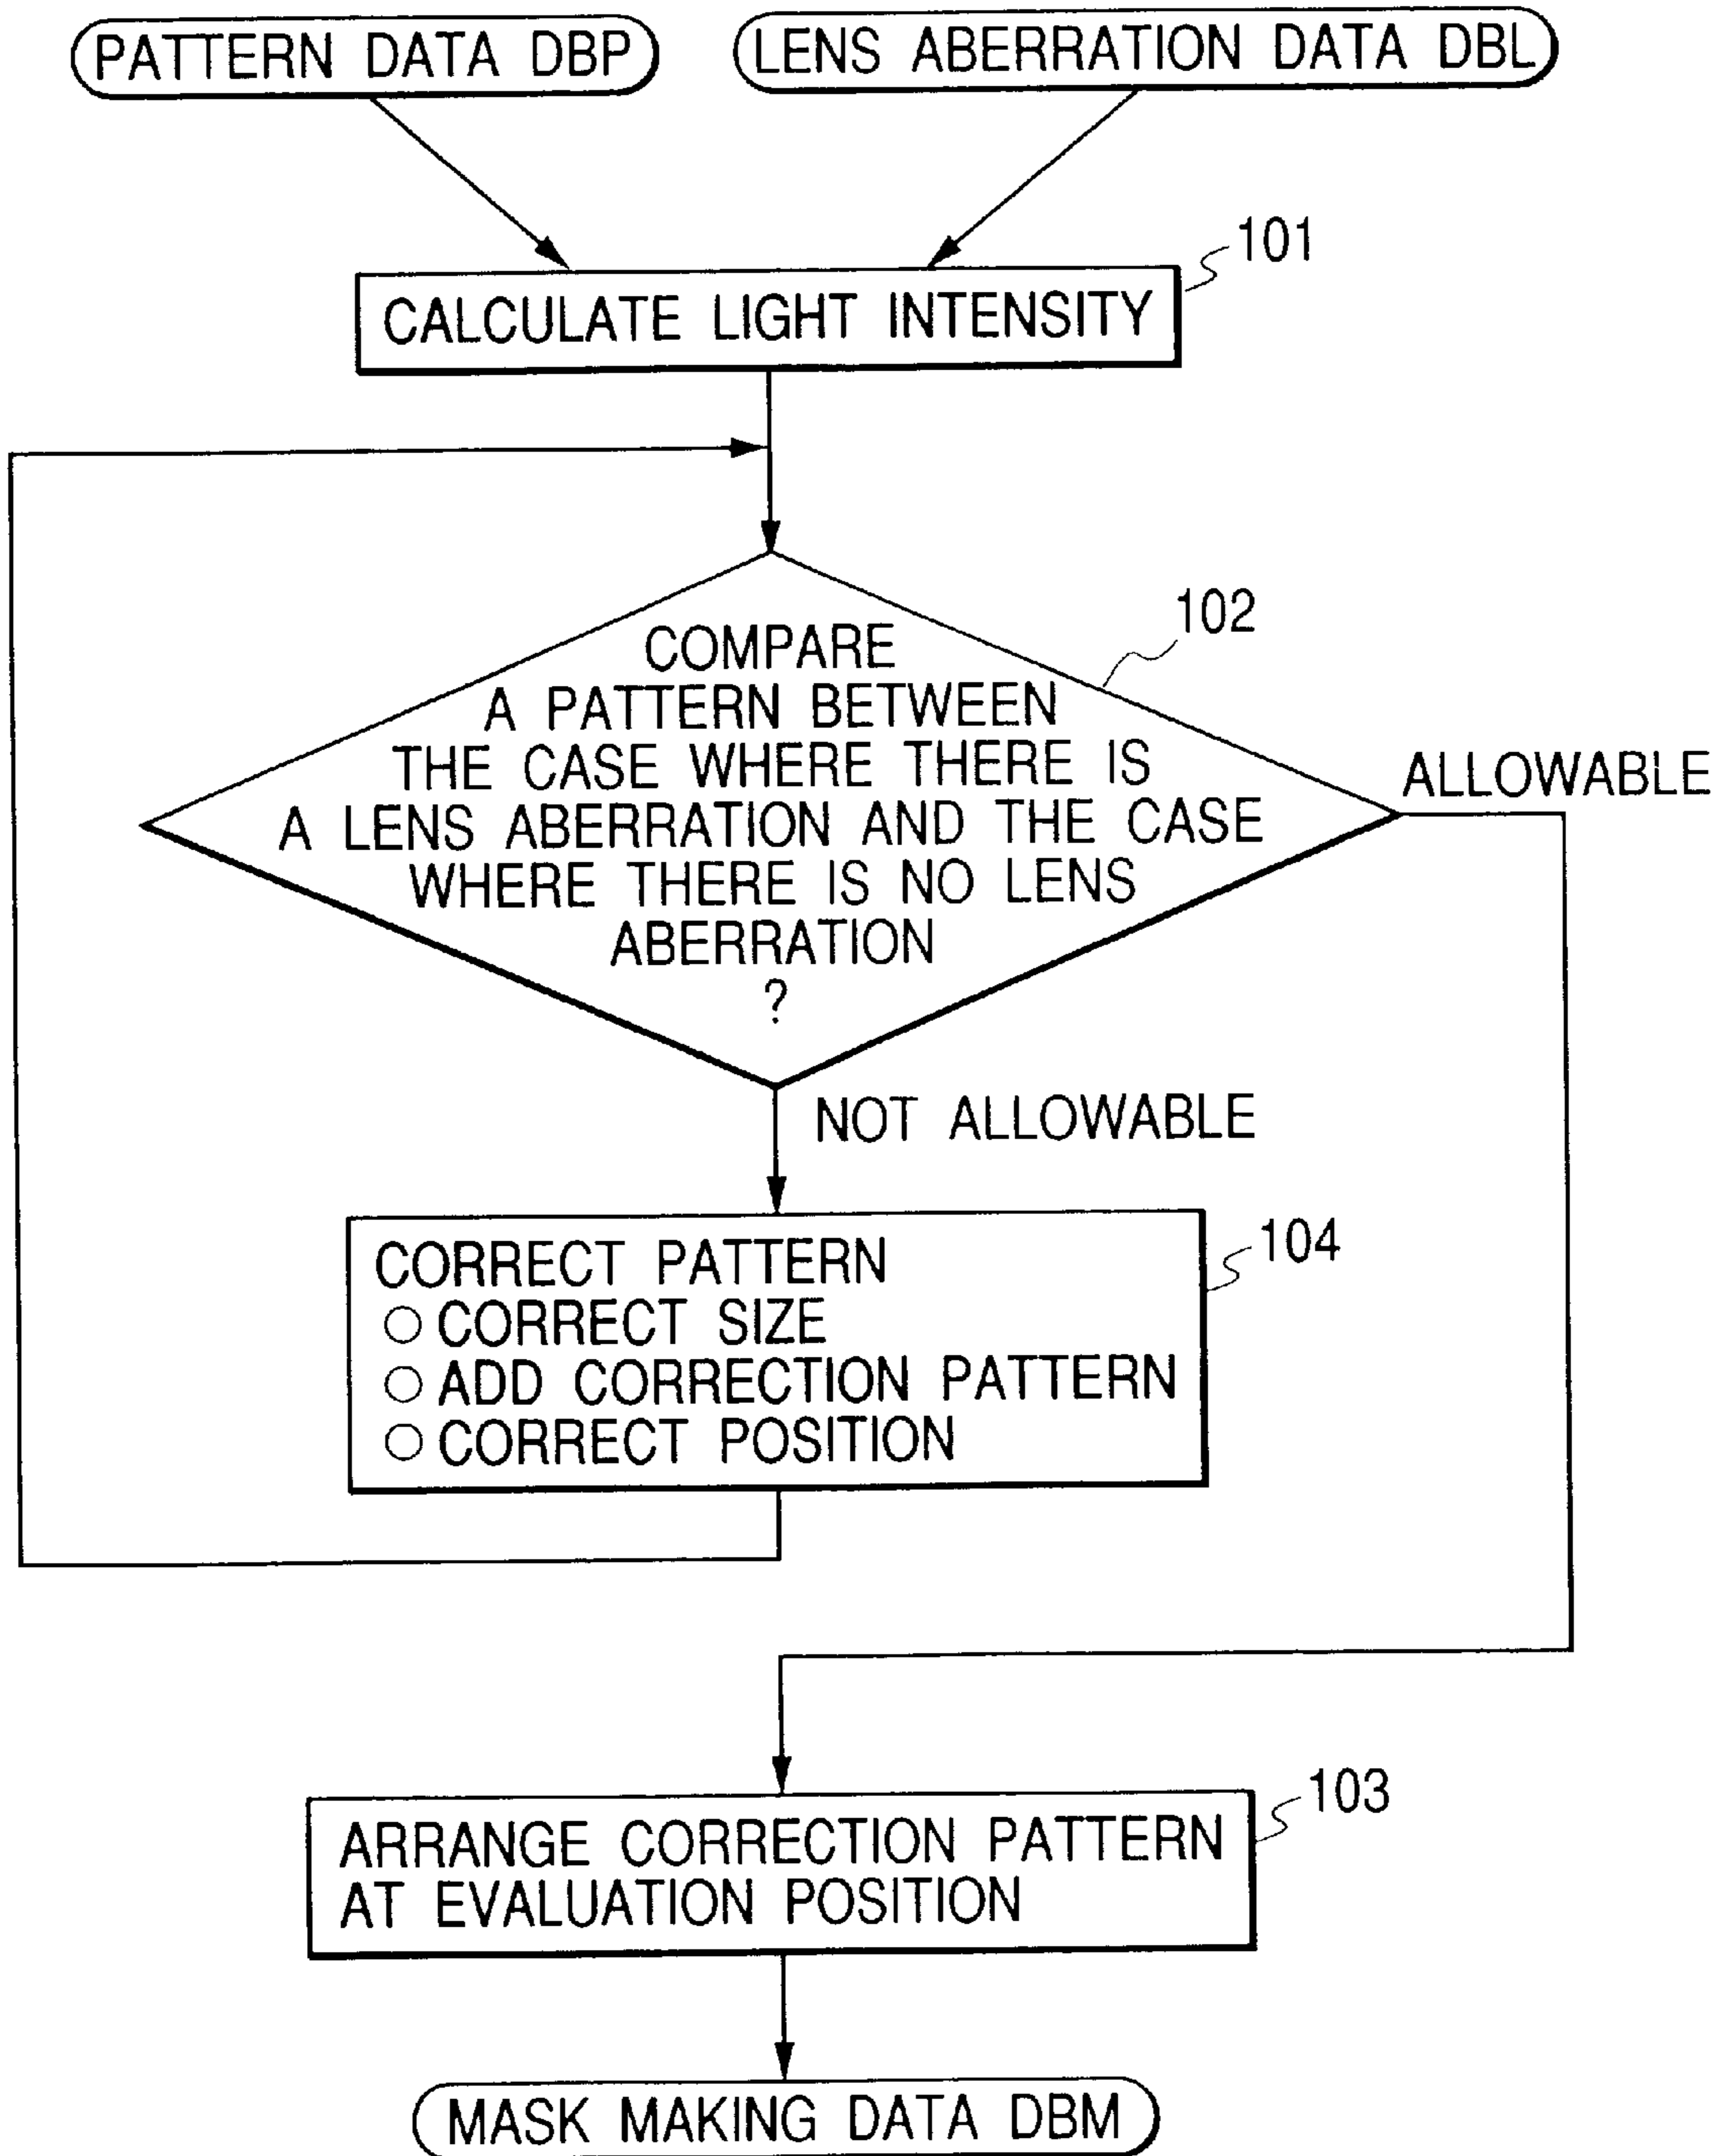 PATTERN DATA DBP
LENS ABERRATION DATA DBL
101
CALCULATE LIGHT INTENSITY
102
COMPARE
A PATTERN BETWEEN
THE CASE WHERE THERE IS
A LENS ABERRATION AND THE CASE
WHERE THERE IS NO LENS
ABERRATION
?
ALLOWABLE
NOT ALLOWABLE
104
CORRECT PATTERN
○ CORRECT SIZE
○ ADD CORRECTION PATTERN
○ CORRECT POSITION
103
ARRANGE CORRECTION PATTERN
AT EVALUATION POSITION
MASK MAKING DATA DBM